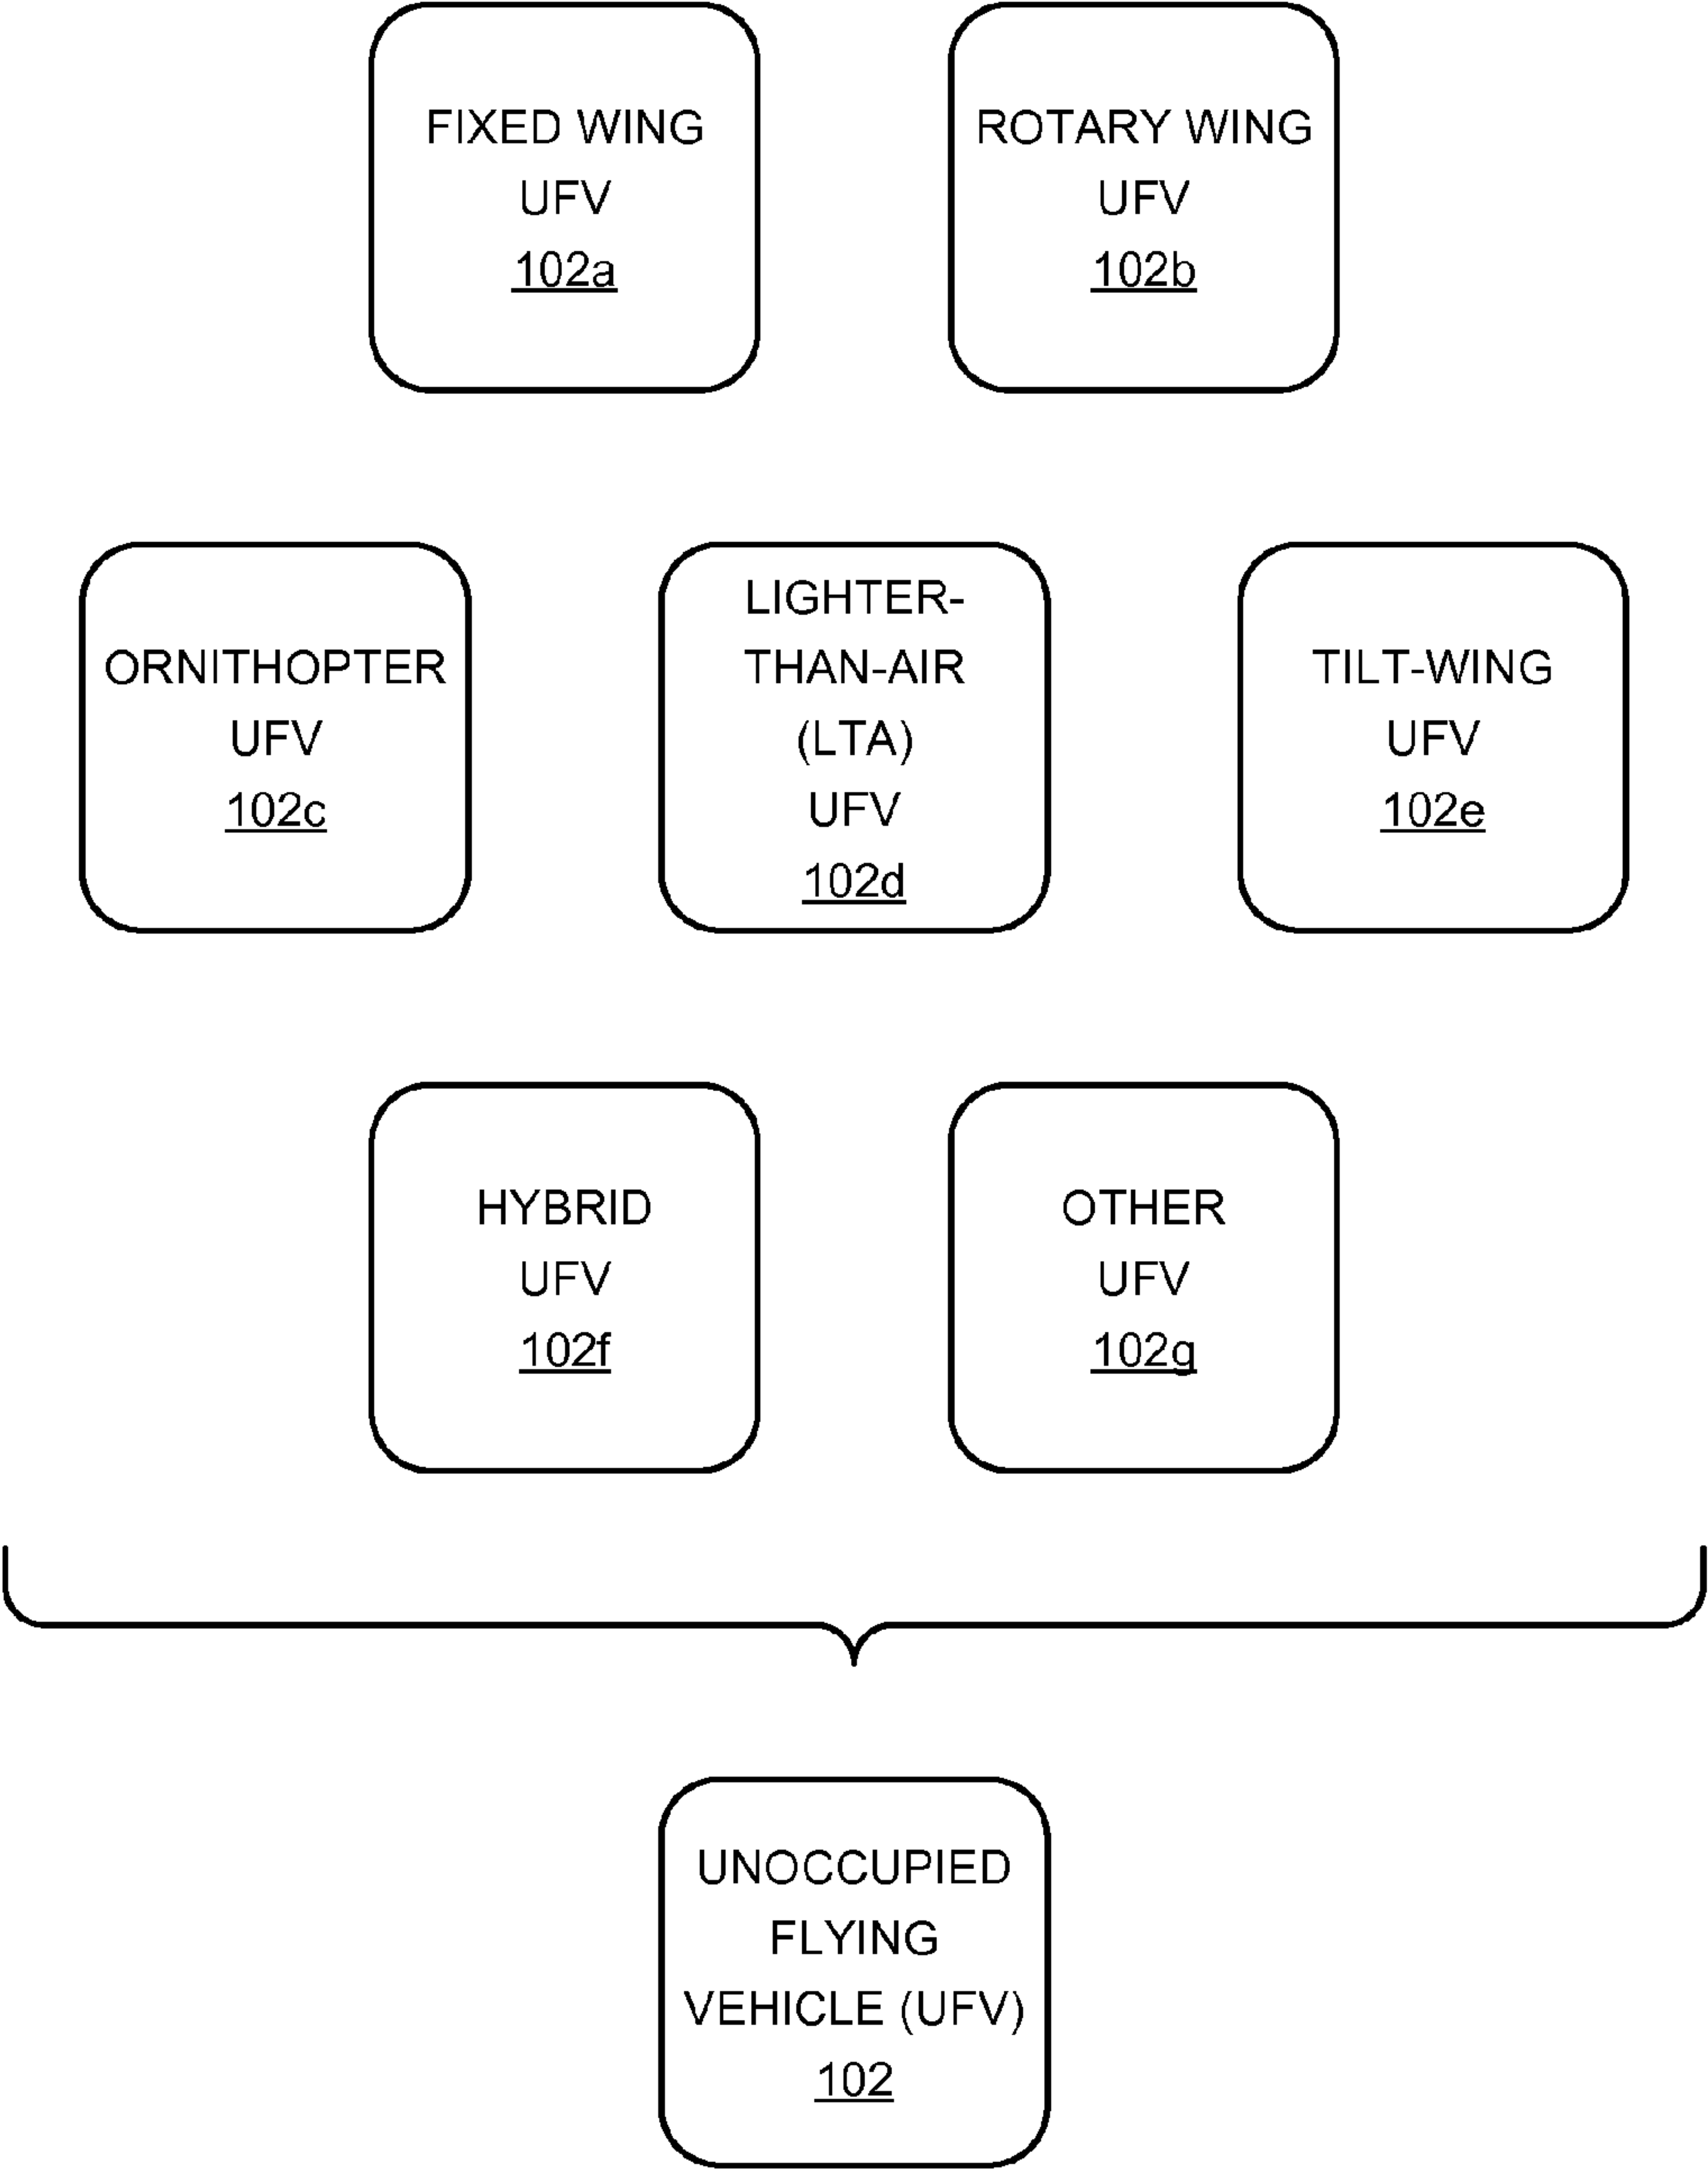 FIXED WING
UFV
102a
ROTARY WING
UFV
102b
ORNITHOPTER
UFV
102c
LIGHTER-
THAN-AIR
(LTA)
UFV
102d
TILT-WING
UFV
102e
HYBRID
UFV
102f
OTHER
UFV
102g
UNOCCUPIED
FLYING
VEHICLE (UFV)
102